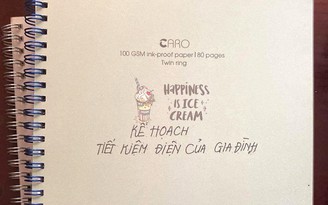 CARO
100 GSM ink-proof paper | 80 pages
Twin ring
HAPPINESS
IS ICE
CREAM
KẾ HOẠCH
TIẾT KIỆM ĐIỆN CỦA GIA ĐÌNH